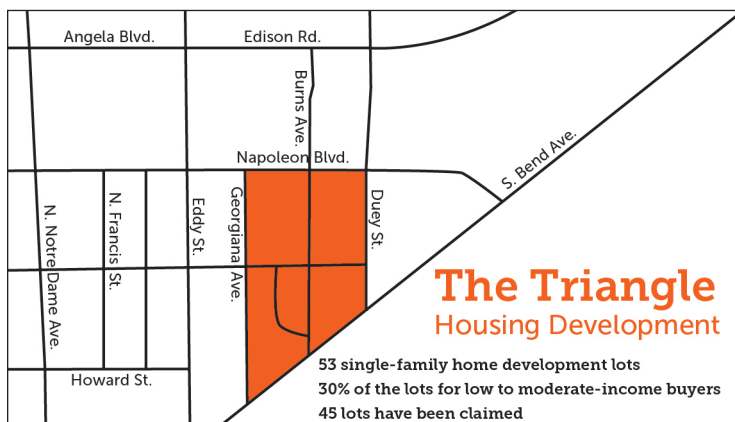 Angela Blvd.
Edison Rd.
Burns Ave.
Napoleon Blvd.
S. Bend Ave.
N. Notre Dame Ave.
N. Francis St.
Eddy St.
Georgiana Ave.
Duey St.
The Triangle
Housing Development
53 single-family home development lots
30% of the lots for low to moderate-income buyers
45 lots have been claimed
Howard St.